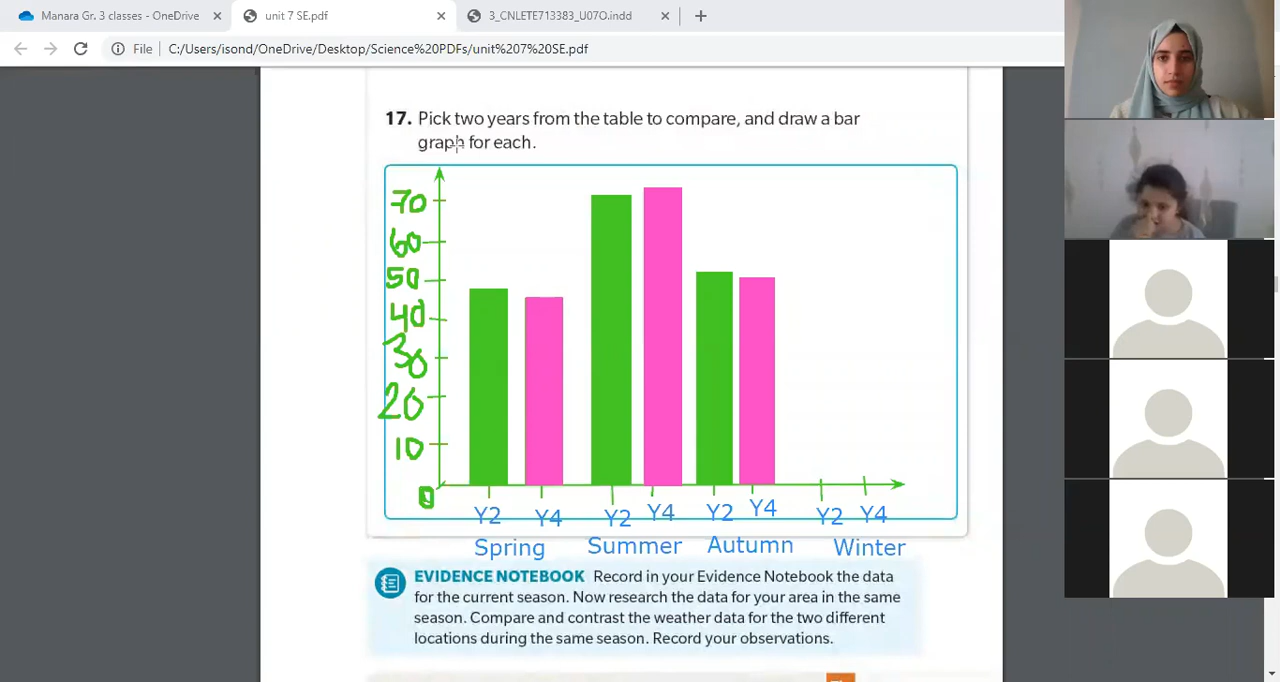 Manara Gr. 3 classes - OneDrive
unit 7 SE.pdf
3_CNLETE713383_U07O.indd
File
C:/Users/isond/OneDrive/Desktop/Science%20PDFs/unit%207%20SE.pdf
17. Pick two years from the table to compare, and draw a bar
graph for each.
70
60
50
40
30
20
10
0
Y2 Y4 Y2 Y4 Y2 Y4 Y2 Y4
Spring Summer Autumn Winter
EVIDENCE NOTEBOOK Record in your Evidence Notebook the data
for the current season. Now research the data for your area in the same
season. Compare and contrast the weather data for the two different
locations during the same season. Record your observations.